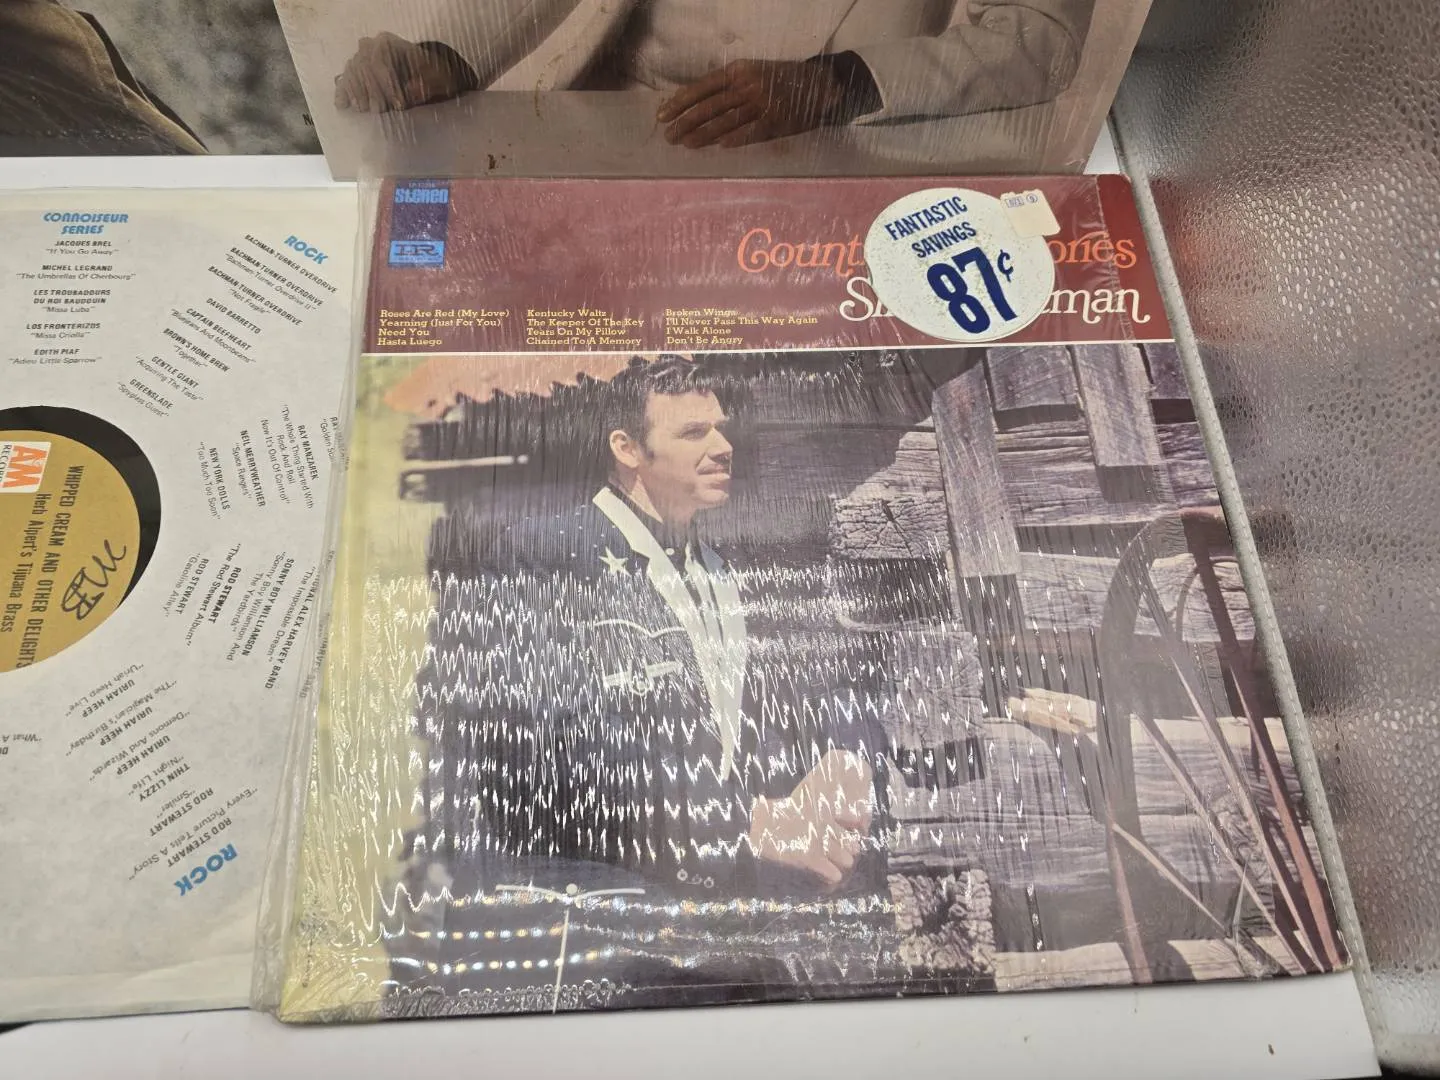 Stereo
IR
Count
ones
Sl
man
FANTASTIC
SAVINGS
87¢
Roses Are Red (My Love)
Yearning (Just For You)
Need You
Hasta Luego
Kentucky Waltz
The Keeper Of The Key
Tears On My Pillow
Chained To A Memory
Broken Wings
I'll Never Pass This Way Again
I Walk Alone
Don't Be Angry
CONNOISEUR
SERIES
JACQUES BREL
"If You Go Away"
MICHEL LEGRAND
"The Umbrellas Of Cherbourg"
LES TROUBADOURS
DU ROI BAUDOUIN
"Missa Luba"
LOS FRONTERIZOS
"Missa Criolla"
EDITH PIAF
"Adieu Little Sparrow"
ROCK
BACHMAN-TURNER OVERDRIVE
BACHMAN-TURNER OVERDRIVE
"Bachman-Turner Overdrive II"
BACHMAN-TURNER OVERDRIVE
"Not Fragile"
DAVID BARRETTO
CAPTAIN BEEFHEART
"Bluejeans And Moonbeams"
BROWN'S HOME BREW
"Together"
GENTLE GIANT
"Acquiring The Taste"
GREENSLADE
"Spyglass Guest"
RAY MANZAREK
"The Whole Thing Started With
Rock And Roll
Now It's Out Of Control"
NEIL MERRYWEATHER
"Space Rangers"
NEW YORK DOLLS
"Too Much Too Soon"
ALEX HARVEY BAND
"The Impossible Dream"
SONNY BOY WILLIAMSON
"Sonny Boy Williamson And
The Yardbirds"
ROD STEWART
"The Rod Stewart Album"
ROD STEWART
"Gasoline Alley"
URIAH HEEP
"Uriah Heep Live"
URIAH HEEP
"The Magician's Birthday"
URIAH HEEP
"Demons And Wizards"
THIN LIZZY
"Night Life"
ROD STEWART
"Smiler"
ROD STEWART
"Every Picture Tells A Story"
ROCK
"What A
AM
RECORDS
WHIPPED CREAM AND OTHER DELIGHTS
Herb Alpert's Tijuana Brass